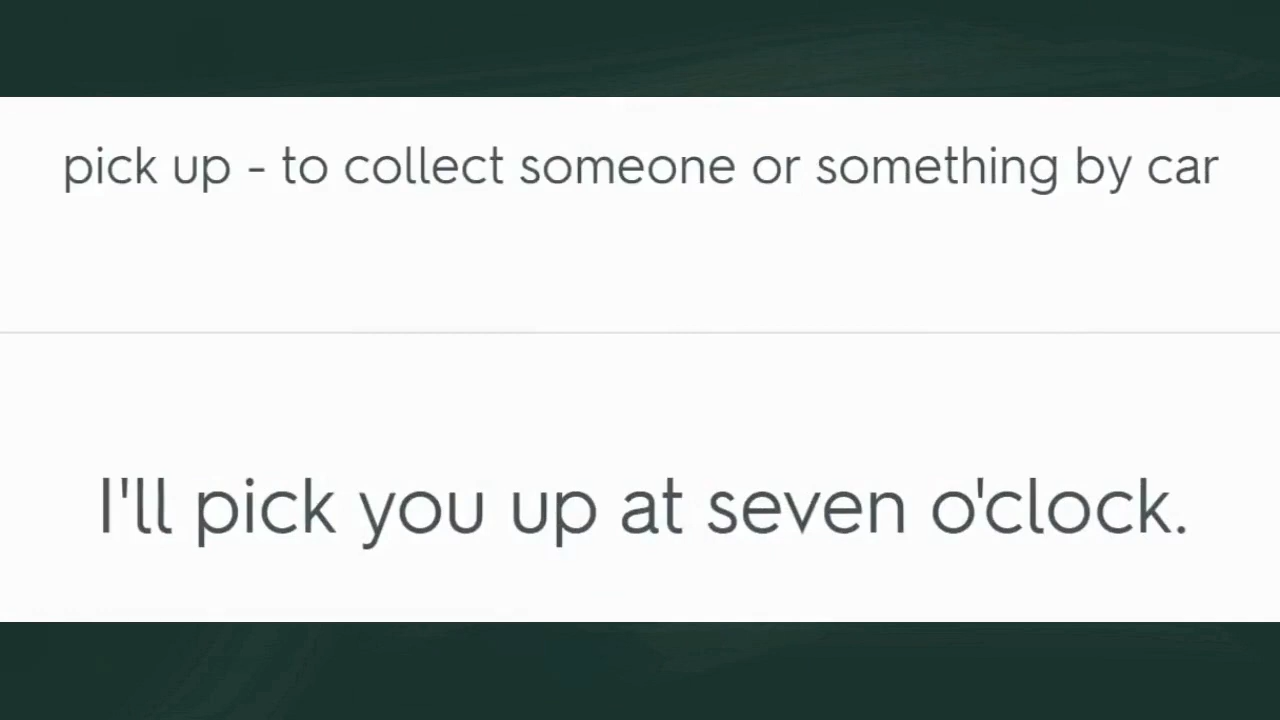 pick up - to collect someone or something by car
I'll pick you up at seven o'clock.